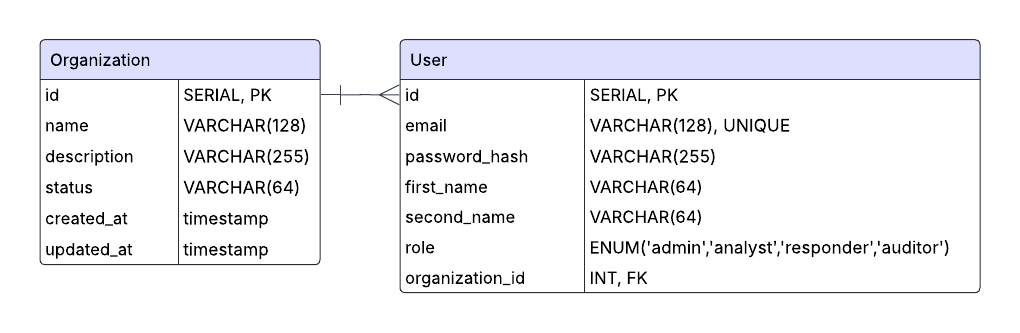 Organization
id SERIAL, PK
name VARCHAR(128)
description VARCHAR(255)
status VARCHAR(64)
created_at timestamp
updated_at timestamp
User
id SERIAL, PK
email VARCHAR(128), UNIQUE
password_hash VARCHAR(255)
first_name VARCHAR(64)
second_name VARCHAR(64)
role ENUM('admin','analyst','responder','auditor')
organization_id INT, FK